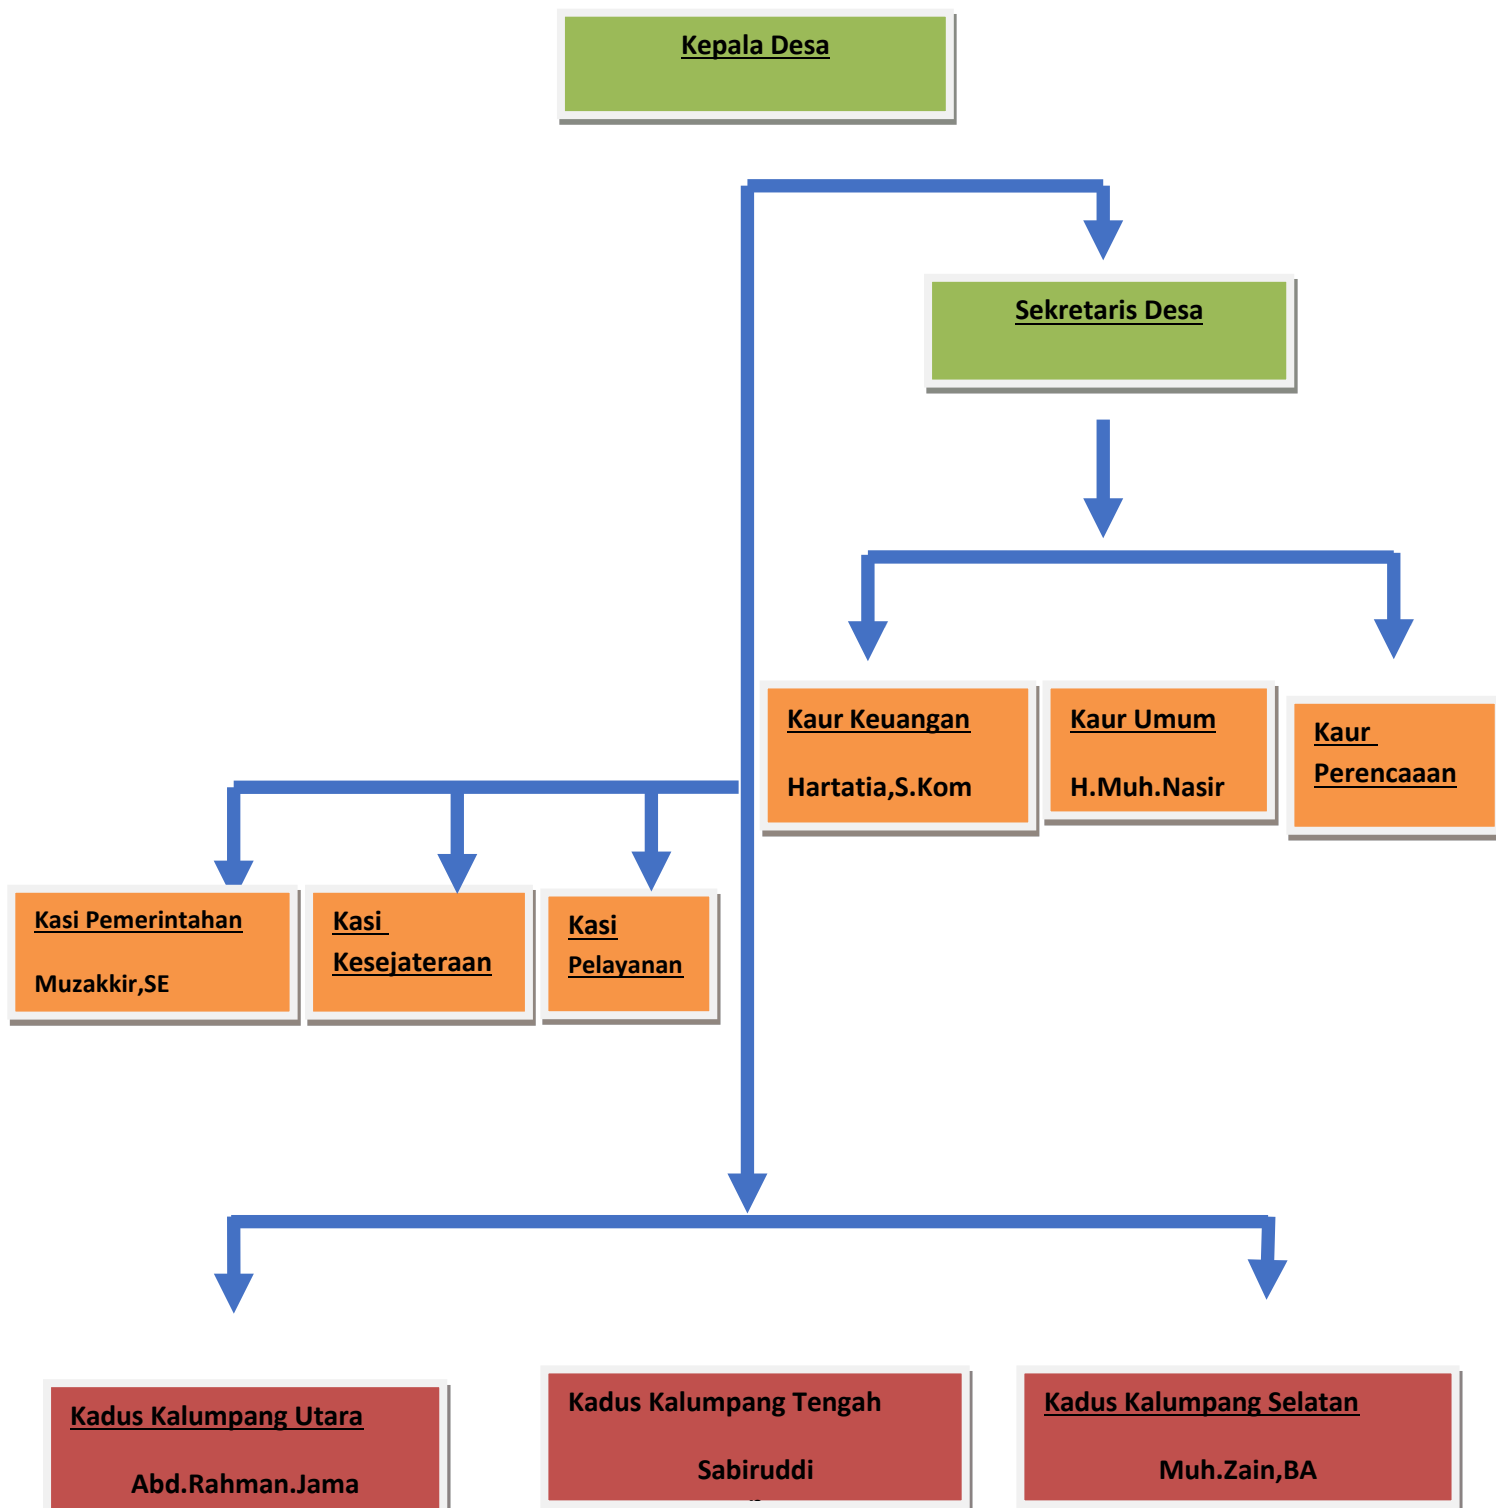 Kepala Desa
Sekretaris Desa
Kaur Keuangan
Hartatia,S.Kom
Kaur Umum
H.Muh.Nasir
Kaur
Perencaaan
Kasi Pemerintahan
Muzakkir,SE
Kasi
Kesejateraan
Kasi
Pelayanan
Kadus Kalumpang Utara
Abd.Rahman.Jama
Kadus Kalumpang Tengah
Sabiruddi
Kadus Kalumpang Selatan
Muh.Zain,BA